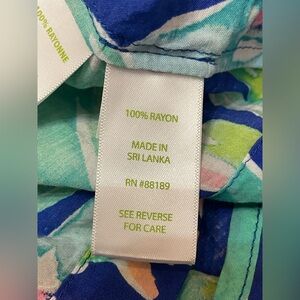 100% RAYONNE
100% RAYON
MADE IN
SRI LANKA
RN #88189
SEE REVERSE
FOR CARE